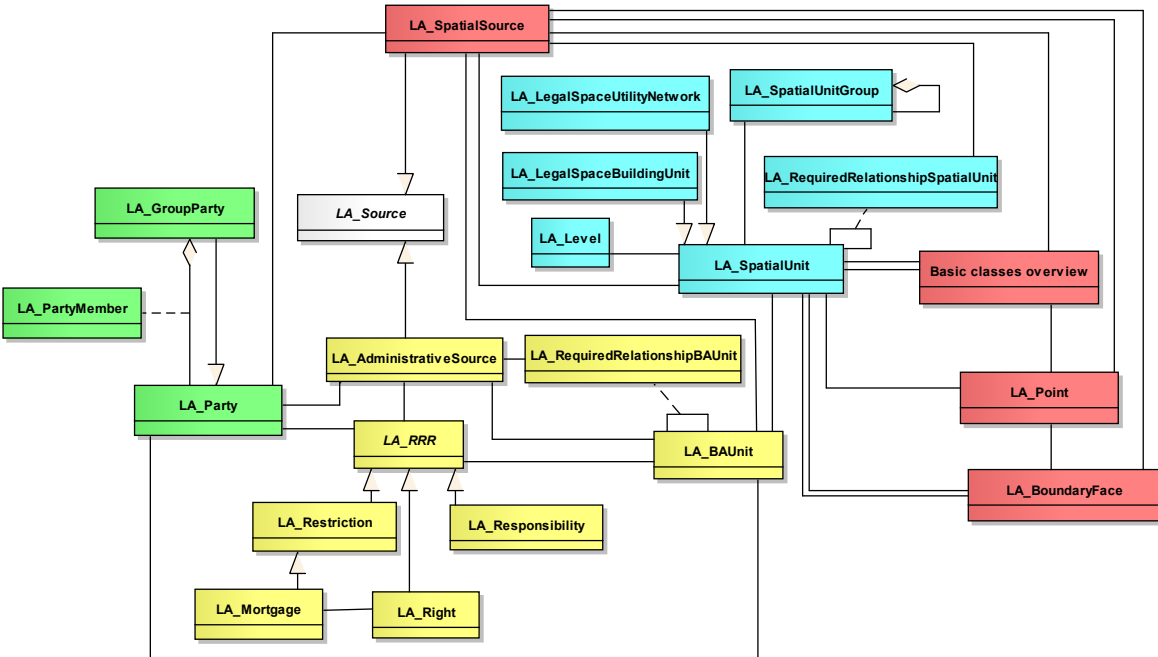 LA_SpatialSource
LA_LegalSpaceUtilityNetwork
LA_SpatialUnitGroup
LA_LegalSpaceBuildingUnit
LA_RequiredRelationshipSpatialUnit
LA_GroupParty
LA_Source
LA_Level
LA_SpatialUnit
Basic classes overview
LA_PartyMember
LA_AdministrativeSource
LA_RequiredRelationshipBAUnit
LA_Party
LA_Point
LA_RRR
LA_BAUnit
LA_BoundaryFace
LA_Restriction
LA_Responsibility
LA_Mortgage
LA_Right